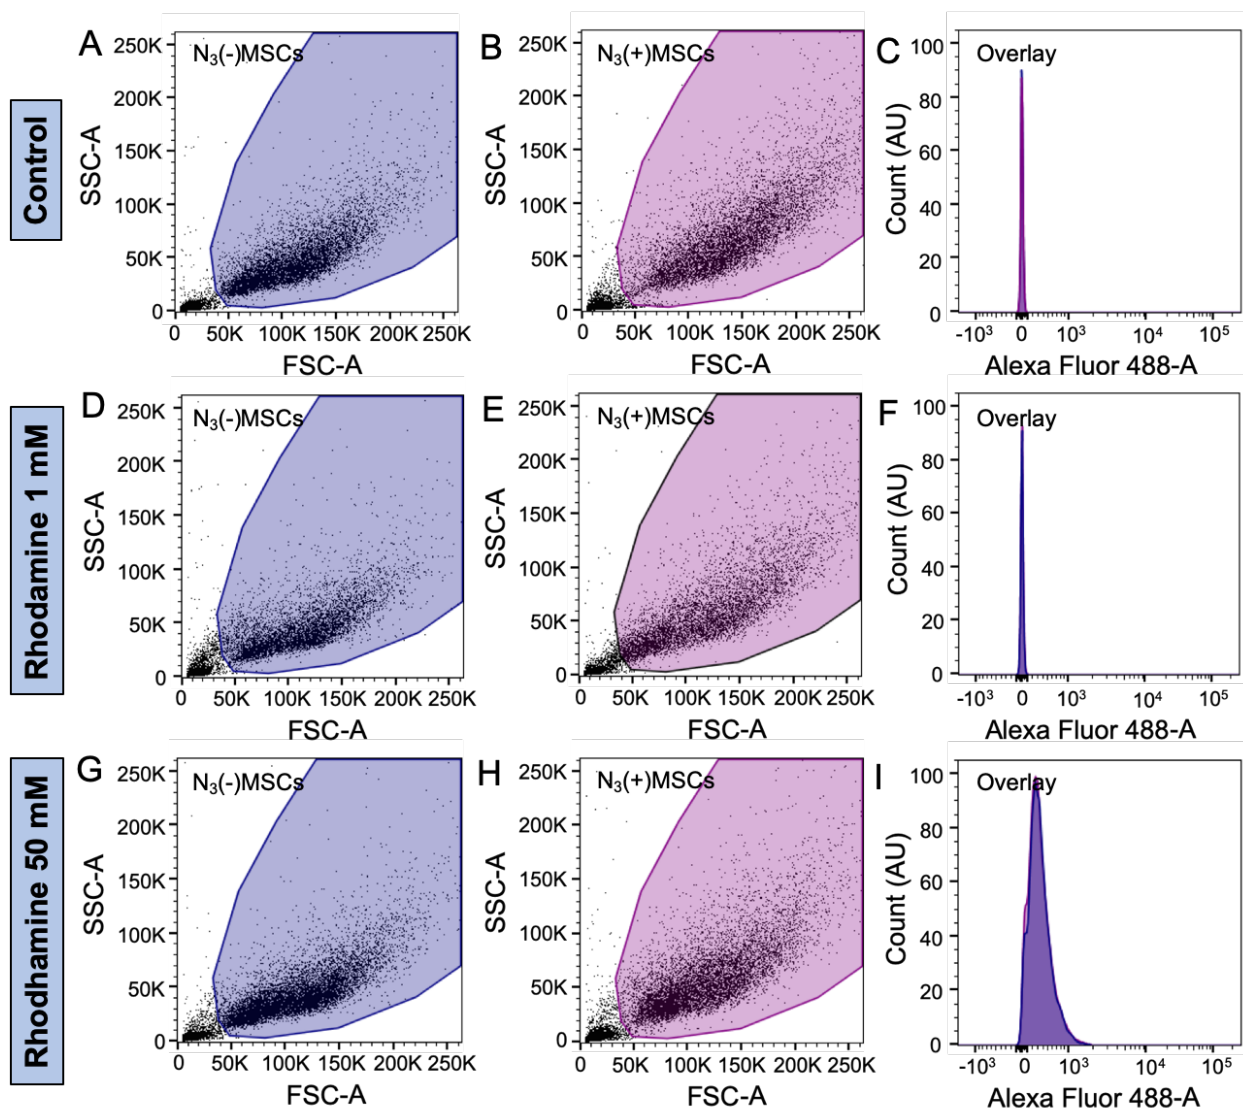 Control
A
N₃(-)MSCs
250K
200K
150K
100K
50K
0
SSC-A
0 50K 100K 150K 200K 250K
FSC-A
B
N₃(+)MSCs
250K
200K
150K
100K
50K
0
SSC-A
0 50K 100K 150K 200K 250K
FSC-A
C
Overlay
100
80
60
40
20
0
Count (AU)
-10³ 0 10³ 10⁴ 10⁵
Alexa Fluor 488-A
Rhodamine 1 mM
D
N₃(-)MSCs
250K
200K
150K
100K
50K
0
SSC-A
0 50K 100K 150K 200K 250K
FSC-A
E
N₃(+)MSCs
250K
200K
150K
100K
50K
0
SSC-A
0 50K 100K 150K 200K 250K
FSC-A
F
Overlay
100
80
60
40
20
0
Count (AU)
-10³ 0 10³ 10⁴ 10⁵
Alexa Fluor 488-A
Rhodhamine 50 mM
G
N₃(-)MSCs
250K
200K
150K
100K
50K
0
SSC-A
0 50K 100K 150K 200K 250K
FSC-A
H
N₃(+)MSCs
250K
200K
150K
100K
50K
0
SSC-A
0 50K 100K 150K 200K 250K
FSC-A
I
Overlay
100
80
60
40
20
0
Count (AU)
-10³ 0 10³ 10⁴ 10⁵
Alexa Fluor 488-A